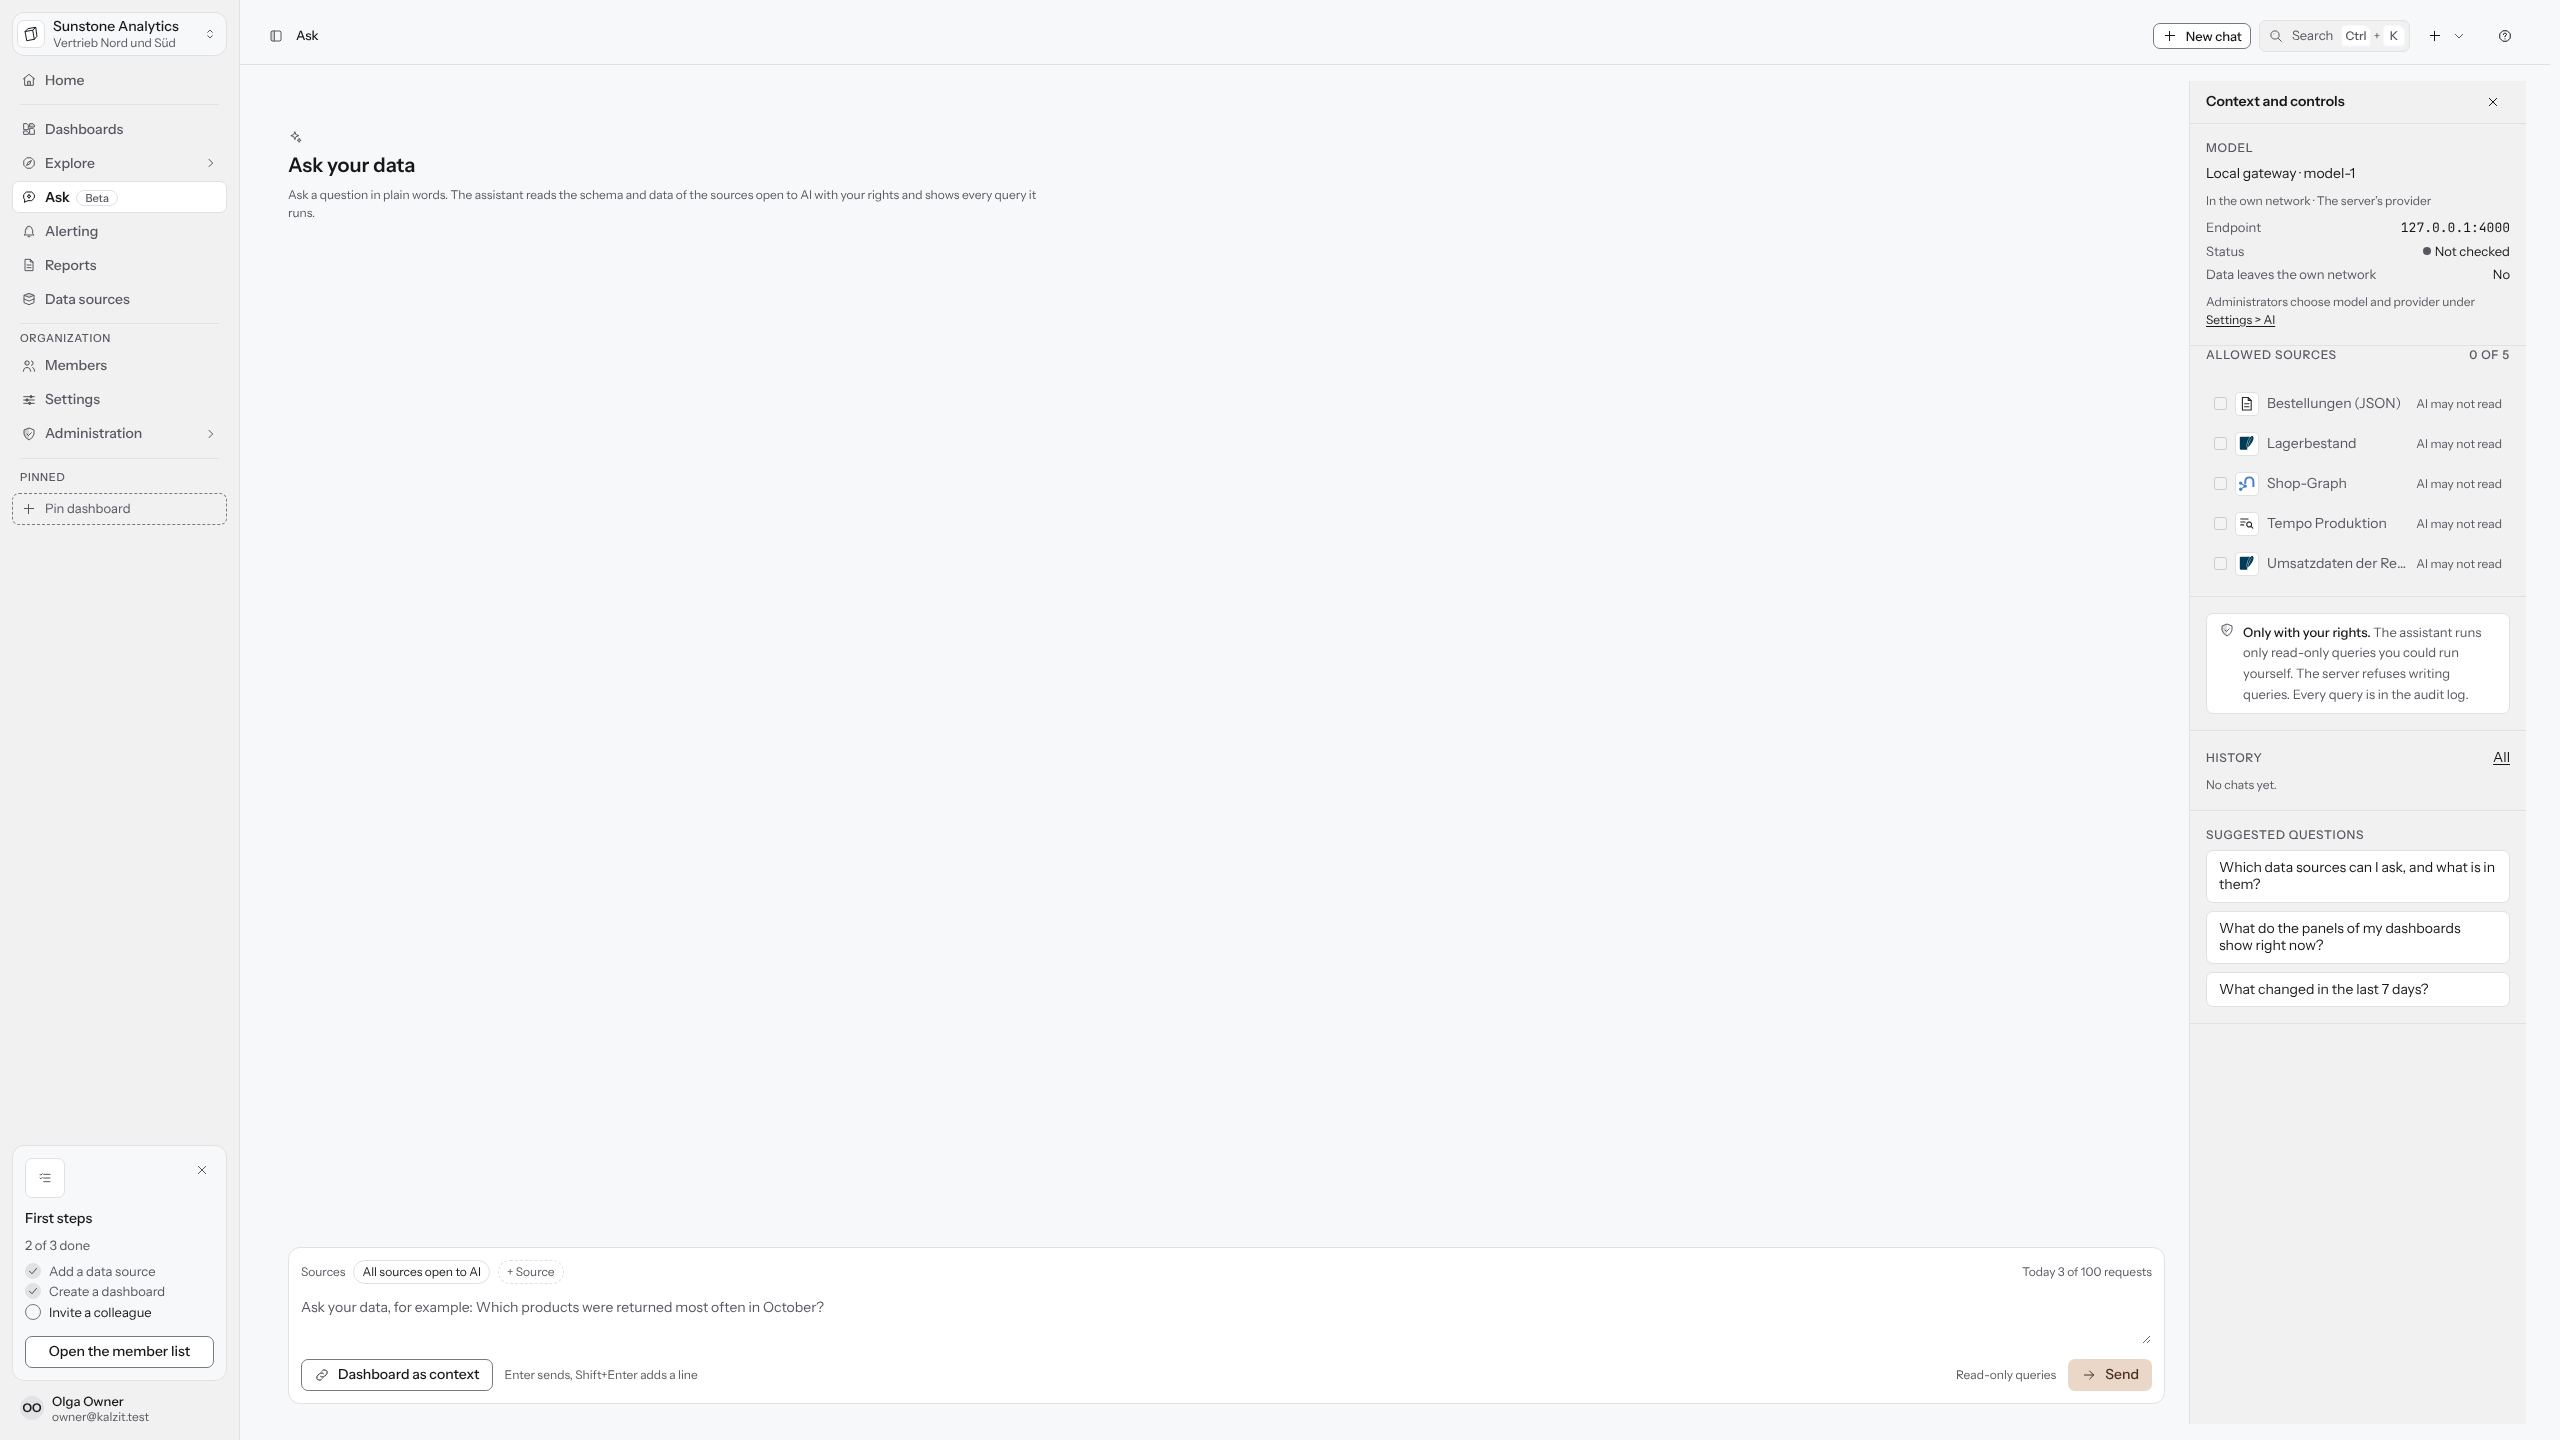 Sunstone Analytics
Vertrieb Nord und Süd
Home
Dashboards
Explore
Ask Beta
Alerting
Reports
Data sources
ORGANIZATION
Members
Settings
Administration
PINNED
Pin dashboard
First steps
2 of 3 done
Add a data source
Create a dashboard
Invite a colleague
Open the member list
OO
Olga Owner
owner@kalzit.test
Ask
New chat
Search Ctrl + K
Ask your data
Ask a question in plain words. The assistant reads the schema and data of the sources open to AI with your rights and shows every query it
runs.
Sources All sources open to AI + Source
Today 3 of 100 requests
Ask your data, for example: Which products were returned most often in October?
Dashboard as context
Enter sends, Shift+Enter adds a line
Read-only queries
Send
Context and controls
MODEL
Local gateway · model-1
In the own network · The server's provider
Endpoint 127.0.0.1:4000
Status Not checked
Data leaves the own network No
Administrators choose model and provider under
Settings > AI
ALLOWED SOURCES 0 OF 5
Bestellungen (JSON) AI may not read
Lagerbestand AI may not read
Shop-Graph AI may not read
Tempo Produktion AI may not read
Umsatzdaten der Re... AI may not read
Only with your rights. The assistant runs
only read-only queries you could run
yourself. The server refuses writing
queries. Every query is in the audit log.
HISTORY All
No chats yet.
SUGGESTED QUESTIONS
Which data sources can I ask, and what is in
them?
What do the panels of my dashboards
show right now?
What changed in the last 7 days?